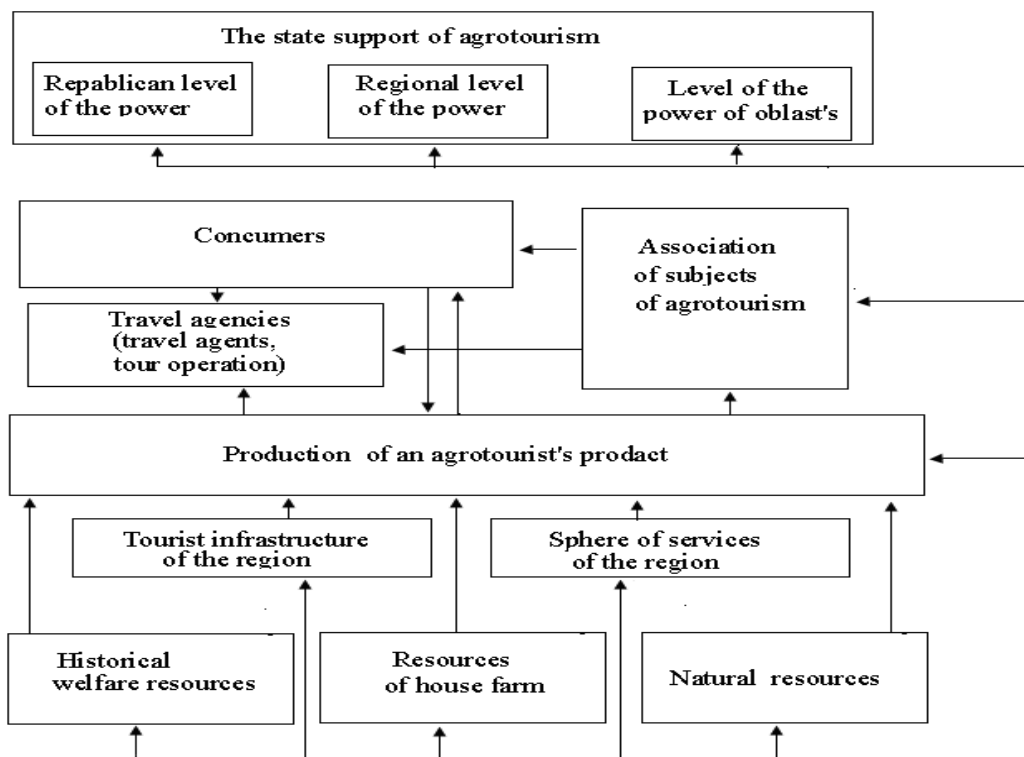 The state support of agrotourism
Repablican level
of the power
Regional level
of the power
Level of the
power of oblast's
Concumers
Association
of subjects
of agrotourism
Travel agencies
(travel agents,
tour operation)
Production of an agrotourist's prodact
Tourist infrastructure
of the region
Sphere of services
of the region
Historical
welfare resources
Resources
of house farm
Natural resources